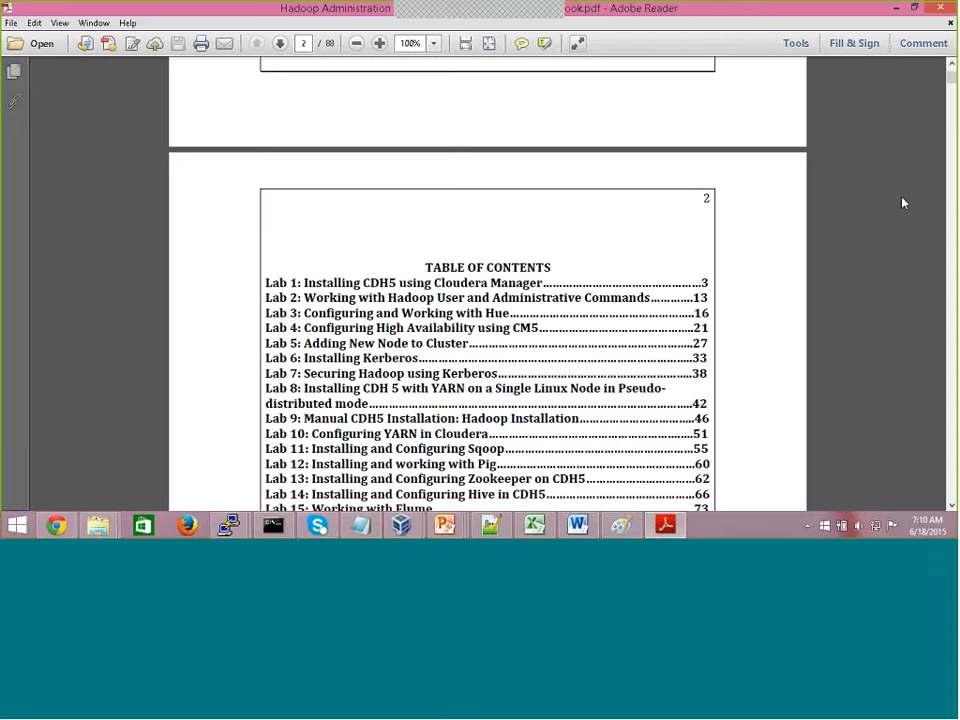 Hadoop Administration ook.pdf - Adobe Reader
File Edit View Window Help
Open 2 / 88 100% Tools Fill & Sign Comment
2
TABLE OF CONTENTS
Lab 1: Installing CDH5 using Cloudera Manager……………………………………………3
Lab 2: Working with Hadoop User and Administrative Commands…………13
Lab 3: Configuring and Working with Hue…………………………………………………16
Lab 4: Configuring High Availability using CM5…………………………………………21
Lab 5: Adding New Node to Cluster……………………………………………………………27
Lab 6: Installing Kerberos…………………………………………………………………………33
Lab 7: Securing Hadoop using Kerberos……………………………………………………38
Lab 8: Installing CDH 5 with YARN on a Single Linux Node in Pseudo-
distributed mode………………………………………………………………………………………42
Lab 9: Manual CDH5 Installation: Hadoop Installation………………………………46
Lab 10: Configuring YARN in Cloudera………………………………………………………51
Lab 11: Installing and Configuring Sqoop……………………………………………………55
Lab 12: Installing and working with Pig……………………………………………………60
Lab 13: Installing and Configuring Zookeeper on CDH5……………………………62
Lab 14: Installing and Configuring Hive in CDH5………………………………………66
Lab 15: Working with Flume………………………………………………………………………73
7:10 AM
6/18/2015